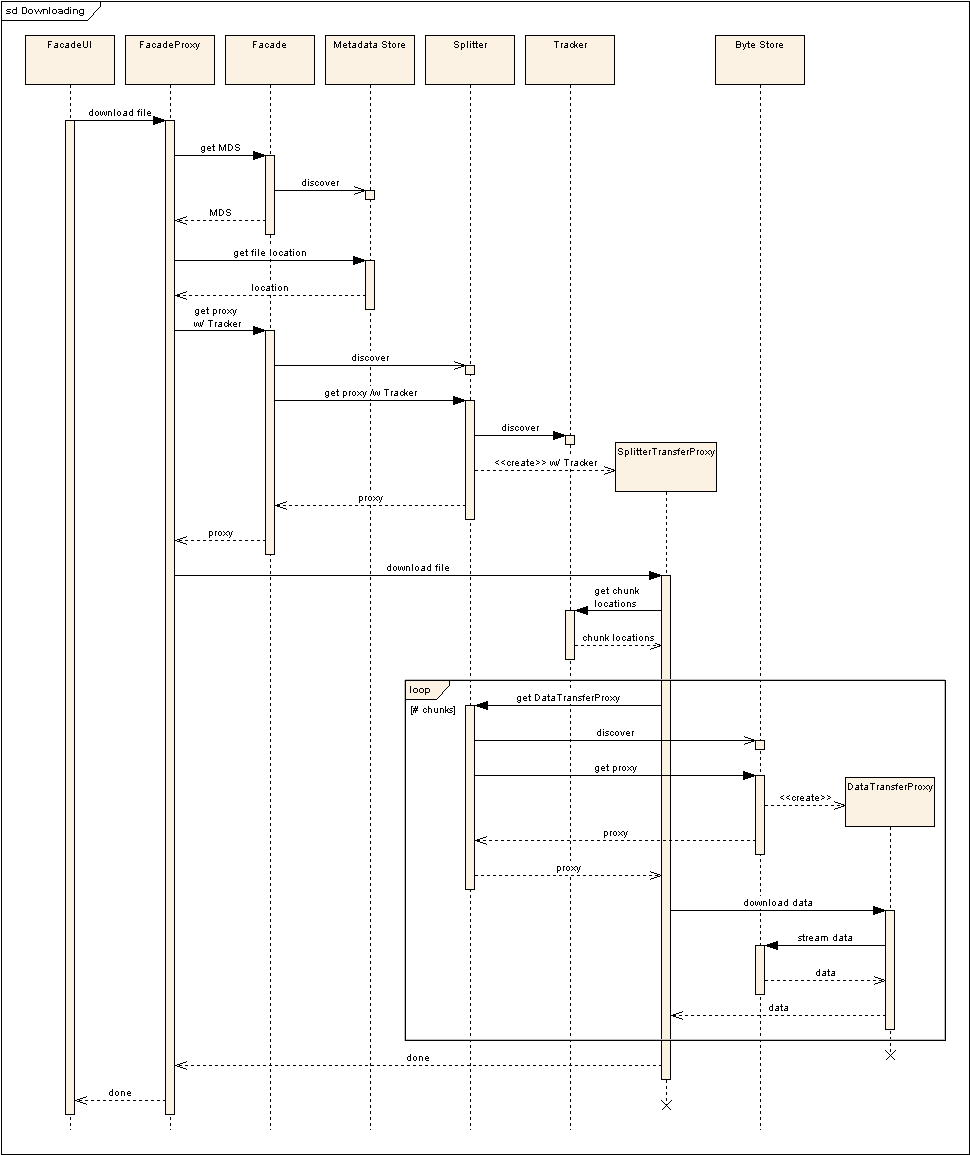 sd Downloading
FacadeUI
FacadeProxy
Facade
Metadata Store
Splitter
Tracker
Byte Store
download file
get MDS
discover
MDS
get file location
location
get proxy
w/ Tracker
discover
get proxy /w Tracker
discover
SplitterTransferProxy
<<create>> w/ Tracker
proxy
proxy
download file
get chunk
locations
chunk locations
loop
[# chunks]
get DataTransferProxy
discover
get proxy
DataTransferProxy
<<create>>
proxy
proxy
download data
stream data
data
data
done
done